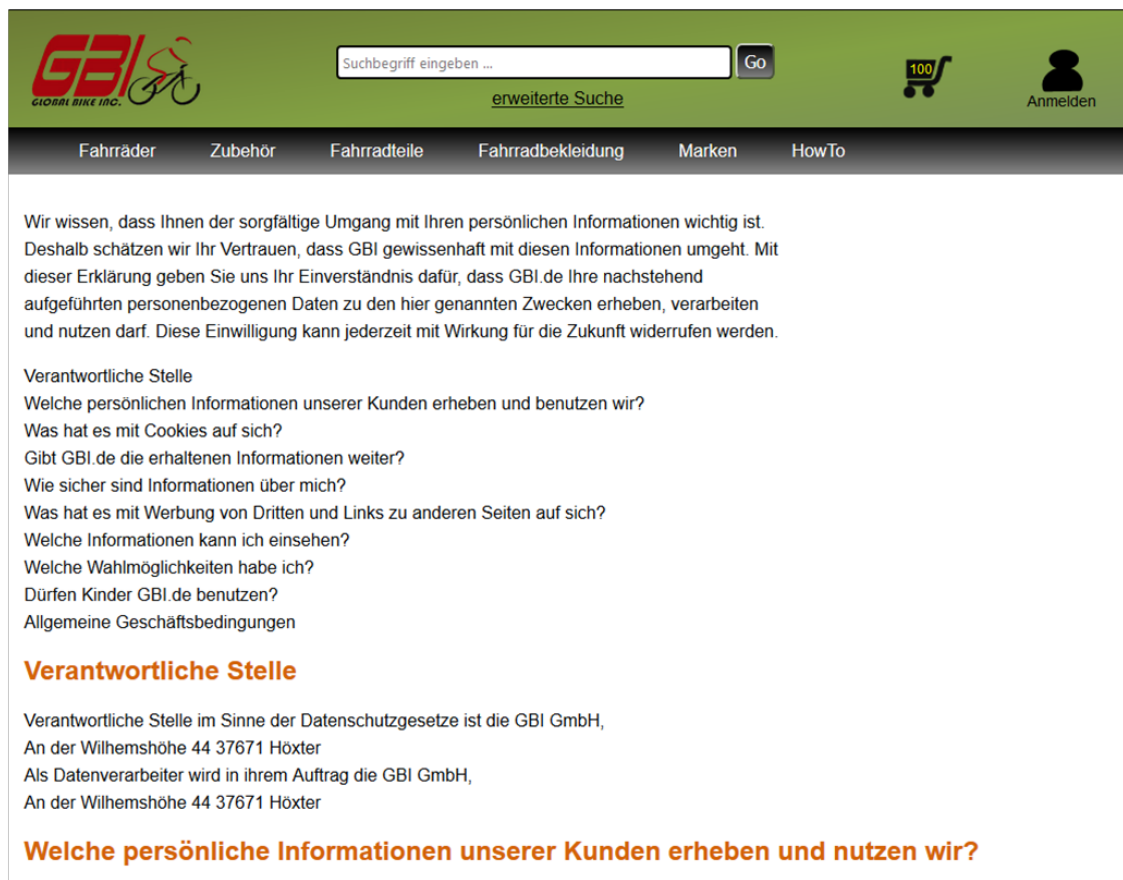 GBI
GLOBAL BIKE INC.
Suchbegriff eingeben ...
Go
erweiterte Suche
100
Anmelden
Fahrräder Zubehör Fahrradteile Fahrradbekleidung Marken HowTo
Wir wissen, dass Ihnen der sorgfältige Umgang mit Ihren persönlichen Informationen wichtig ist.
Deshalb schätzen wir Ihr Vertrauen, dass GBI gewissenhaft mit diesen Informationen umgeht. Mit
dieser Erklärung geben Sie uns Ihr Einverständnis dafür, dass GBI.de Ihre nachstehend
aufgeführten personenbezogenen Daten zu den hier genannten Zwecken erheben, verarbeiten
und nutzen darf. Diese Einwilligung kann jederzeit mit Wirkung für die Zukunft widerrufen werden.
Verantwortliche Stelle
Welche persönlichen Informationen unserer Kunden erheben und benutzen wir?
Was hat es mit Cookies auf sich?
Gibt GBI.de die erhaltenen Informationen weiter?
Wie sicher sind Informationen über mich?
Was hat es mit Werbung von Dritten und Links zu anderen Seiten auf sich?
Welche Informationen kann ich einsehen?
Welche Wahlmöglichkeiten habe ich?
Dürfen Kinder GBI.de benutzen?
Allgemeine Geschäftsbedingungen
Verantwortliche Stelle
Verantwortliche Stelle im Sinne der Datenschutzgesetze ist die GBI GmbH,
An der Wilhemshöhe 44 37671 Höxter
Als Datenverarbeiter wird in ihrem Auftrag die GBI GmbH,
An der Wilhemshöhe 44 37671 Höxter
Welche persönliche Informationen unserer Kunden erheben und nutzen wir?